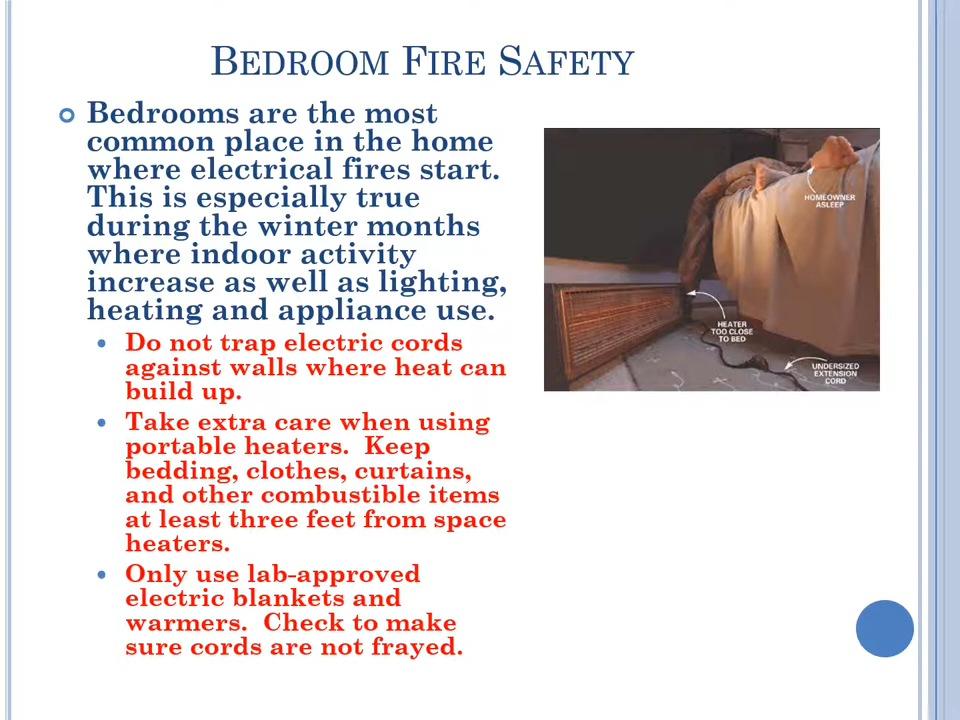 BEDROOM FIRE SAFETY
Bedrooms are the most
common place in the home
where electrical fires start.
This is especially true
during the winter months
where indoor activity
increase as well as lighting,
heating and appliance use.
Do not trap electric cords
against walls where heat can
build up.
Take extra care when using
portable heaters. Keep
bedding, clothes, curtains,
and other combustible items
at least three feet from space
heaters.
Only use lab-approved
electric blankets and
warmers. Check to make
sure cords are not frayed.
HOMEOWNER
ASLEEP
HEATER
TOO CLOSE
TO BED
UNDERSIZED
EXTENSION
CORD